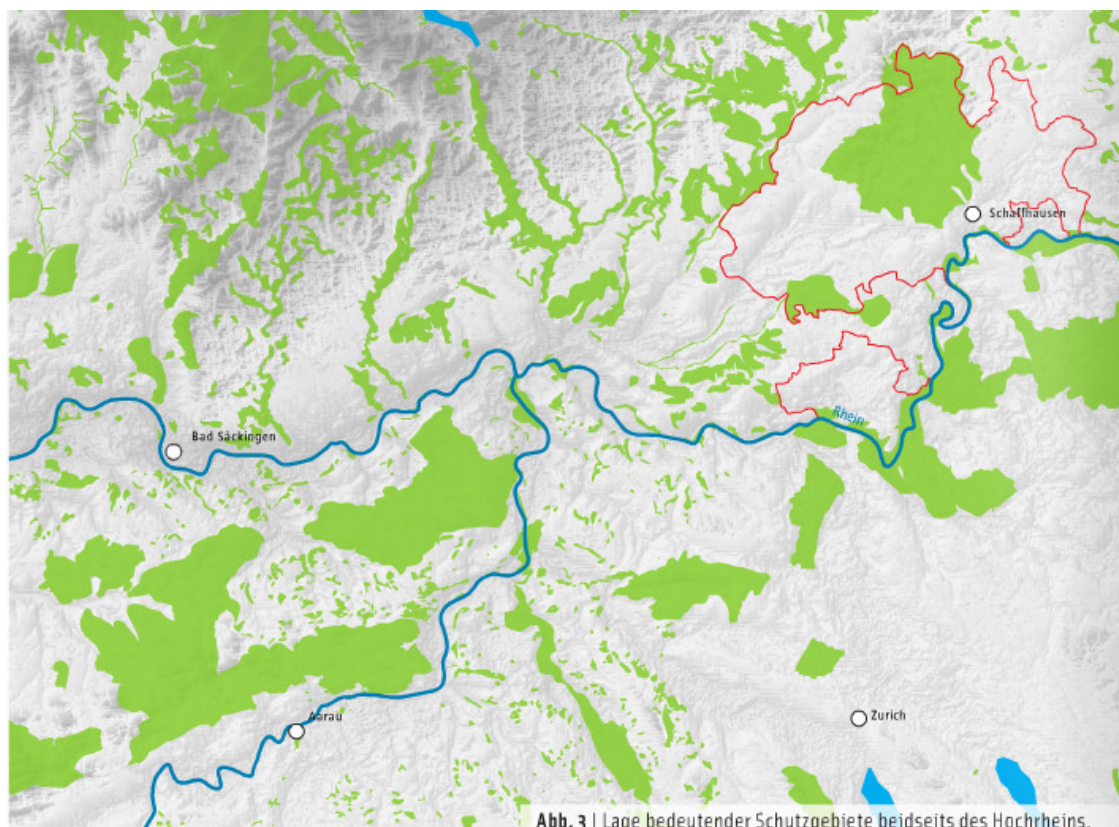 Schaffhausen
Rhein
Bad Säckingen
Zurich
Aarau
Abb. 3 | Lage bedeutender Schutzgebiete beidseits des Hochrheins.